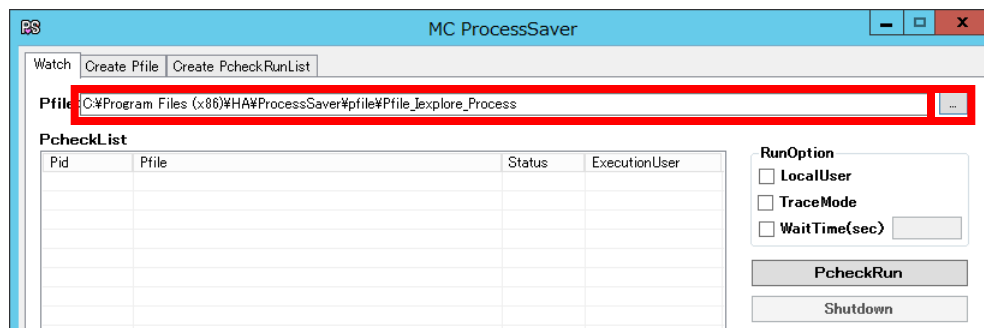 PS MC ProcessSaver
Watch Create Pfile Create PcheckRunList
Pfile C:¥Program Files (x86)¥HA¥ProcessSaver¥pfile¥Pfile_Iexplore_Process ...
PcheckList
Pid Pfile Status ExecutionUser
RunOption
LocalUser
TraceMode
WaitTime(sec)
PcheckRun
Shutdown